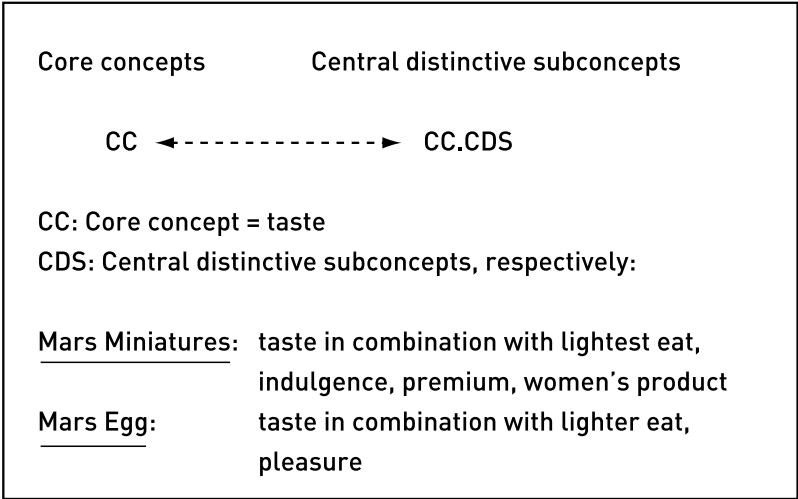 Core concepts Central distinctive subconcepts
CC CC.CDS
CC: Core concept = taste
CDS: Central distinctive subconcepts, respectively:
Mars Miniatures: taste in combination with lightest eat,
indulgence, premium, women’s product
Mars Egg: taste in combination with lighter eat,
pleasure